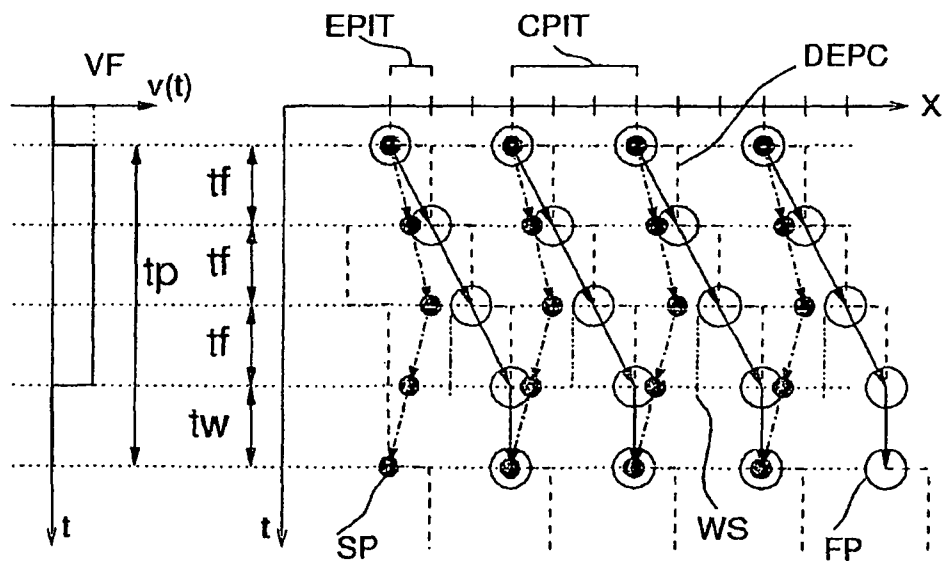 EPIT CPIT
VF DEPC
v(t) X
tf
tf
tp
tf
tw
t t SP WS FP